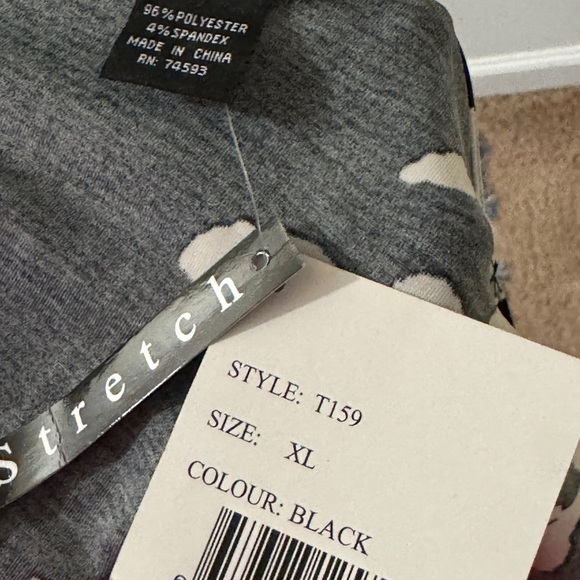 96%POLYESTER
4%SPANDEX
MADE IN CHINA
RN: 74593
Stretch
STYLE: T159
SIZE: XL
COLOUR: BLACK